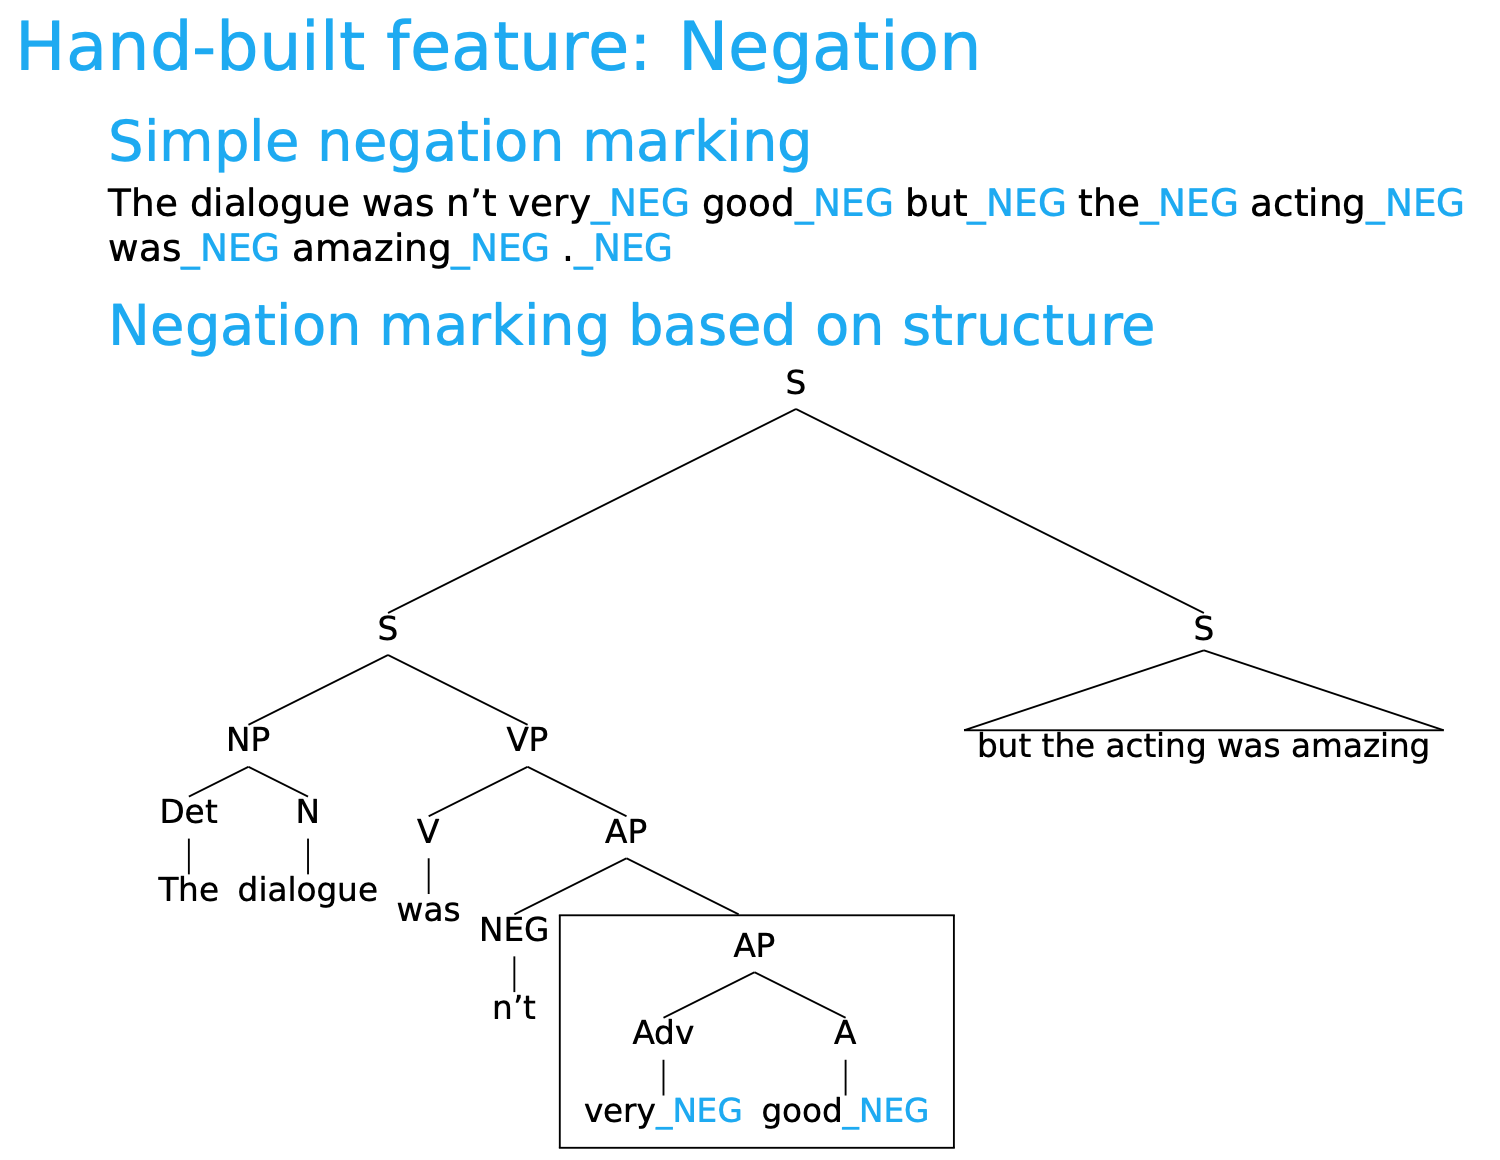 Hand-built feature: Negation
Simple negation marking
The dialogue was n’t very_NEG good_NEG but_NEG the_NEG acting_NEG
was_NEG amazing_NEG ._NEG
Negation marking based on structure
S
S S
NP VP
but the acting was amazing
Det N
V AP
The dialogue
was
NEG
AP
n’t
Adv A
very_NEG good_NEG